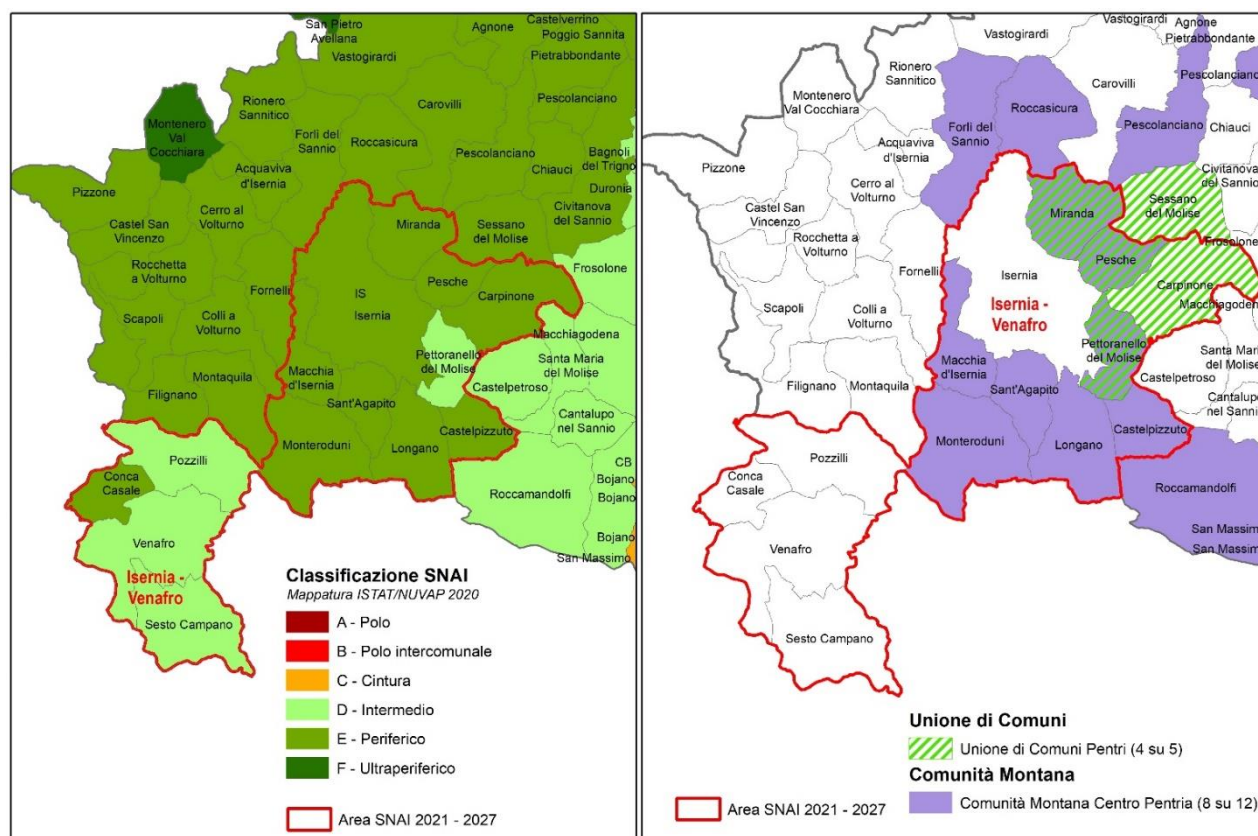 San Pietro
Avellana
Vastogirardi
Agnone
Castelverrino
Poggio Sannita
Pietrabbondante
Rionero
Sannitico
Carovilli
Pescolanciano
Montenero
Val
Cocchiara
Forlì del
Sannio
Roccasicura
Acquaviva
d'Isernia
Pescolanciano
Chiauci
Bagnoli
del Trigno
Duronia
Pizzone
Cerro al
Volturno
Civitanova
del Sannio
Castel San
Vincenzo
Miranda
Sessano
del Molise
Rocchetta
a Volturno
Fornelli
Pesche
Carpinone
Frosolone
IS
Isernia
Scapoli
Colli a
Volturno
Macchiagodena
Pettoranello
del Molise
Santa Maria
del Molise
Macchia
d'Isernia
Castelpetroso
Filignano
Montaquila
Sant'Agapito
Cantalupo
nel Sannio
Monteroduni
Longano
Castelpizzuto
Pozzilli
CB
Bojano
Bojano
Conca
Casale
Roccamandolfi
Bojano
San Massimo
Venafro
Isernia -
Venafro
Sesto Campano
Classificazione SNAI
Mappatura ISTAT/NUVAP 2020
A - Polo
B - Polo intercomunale
C - Cintura
D - Intermedio
E - Periferico
F - Ultraperiferico
Area SNAI 2021 - 2027
Vastogirardi
Agnone
Pietrabbondante
Rionero
Sannitico
Carovilli
Pescolanciano
Montenero
Val Cocchiara
Roccasicura
Forlì del
Sannio
Pescolanciano
Chiauci
Acquaviva
d'Isernia
Pizzone
Civitanova
del Sannio
Cerro al
Volturno
Sessano
del Molise
Castel San
Vincenzo
Miranda
Rocchetta a
Volturno
Frosolone
Fornelli
Isernia
Pesche
Carpinone
Macchiagodena
Scapoli
Colli a
Volturno
Isernia -
Venafro
Pettoranello
del Molise
Santa Maria
del Molise
Macchia
d'Isernia
Castelpetroso
Filignano
Montaquila
Sant'Agapito
Cantalupo
nel Sannio
Monteroduni
Longano
Castelpizzuto
Pozzilli
Conca
Casale
Roccamandolfi
San Massimo
San Massimo
Venafro
Sesto Campano
Unione di Comuni
Unione di Comuni Pentri (4 su 5)
Comunità Montana
Area SNAI 2021 - 2027
Comunità Montana Centro Pentria (8 su 12)